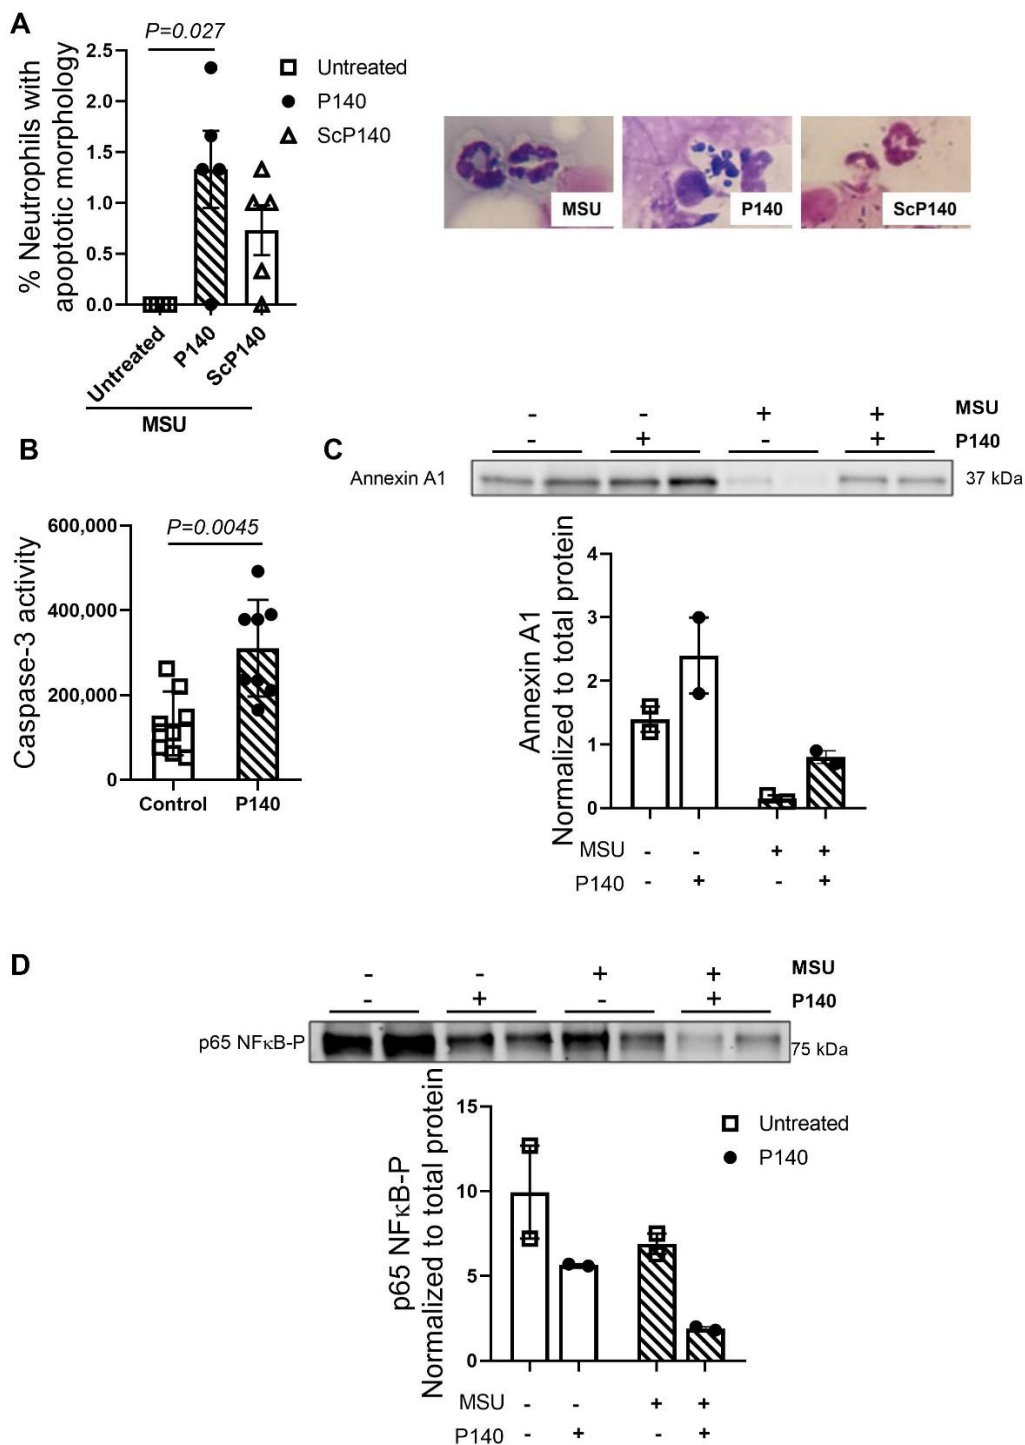 A
P=0.027
% Neutrophils with
apoptotic morphology
2.5
2.0
1.5
1.0
0.5
0.0
Untreated
P140
ScP140
MSU
Untreated
P140
ScP140
MSU
P140
ScP140
B
P=0.0045
Caspase-3 activity
600,000
400,000
200,000
0
Control
P140
C
- - + + MSU
- + - + P140
Annexin A1
37 kDa
Annexin A1
Normalized to total protein
4
3
2
1
0
MSU - - + +
P140 - + - +
D
- - + + MSU
- + - + P140
p65 NFκB-P
75 kDa
p65 NFκB-P
Normalized to total protein
15
10
5
0
Untreated
P140
MSU - - + +
P140 - + - +